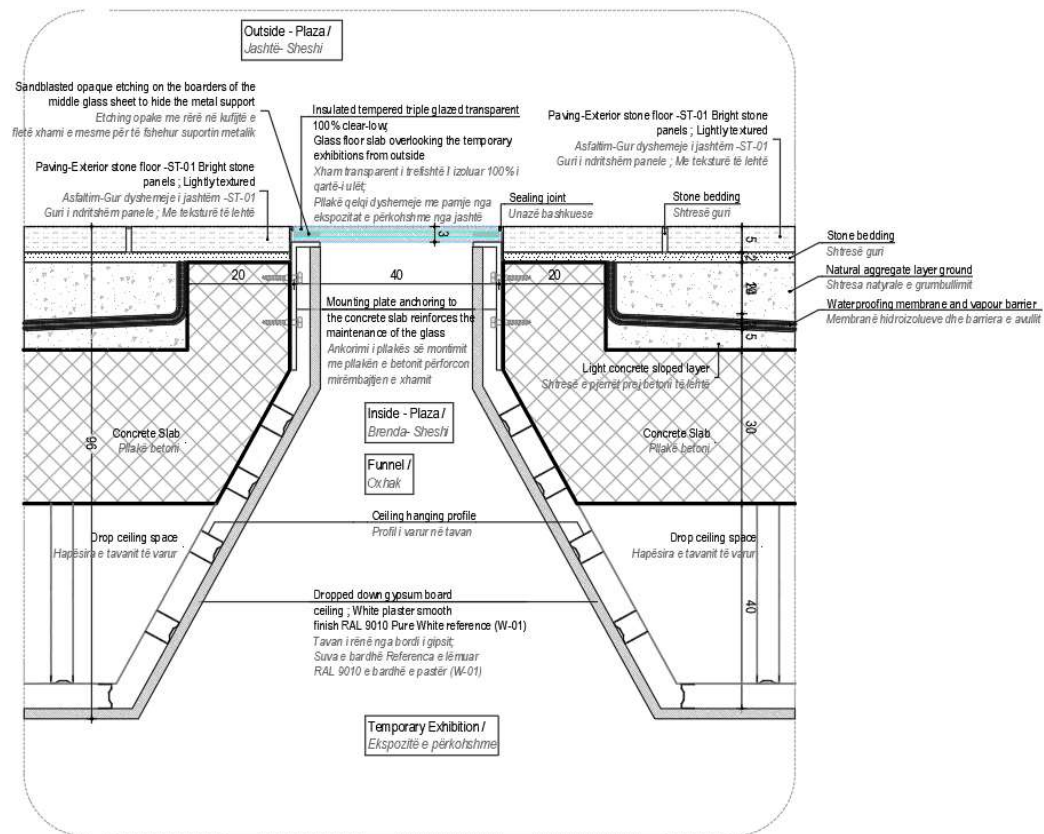 Outside - Plaza /
Jashtë- Sheshi
Sandblasted opaque etching on the boarders of the
middle glass sheet to hide the metal support
Etching opake me rërë në kufijtë e
fletë xhami e mesme për të fshehur suportin metalik
Insulated tempered triple glazed transparent
100% clear-low;
Glass floor slab overlooking the temporary
exhibitions from outside
Xham transparent i trefishtë I izoluar 100% i
qartë-i ulët;
Pllakë qelqi dyshemeje me pamje nga
ekspozitat e përkohshme nga jashtë
Paving-Exterior stone floor -ST-01 Bright stone
panels ; Lightly textured
Asfaltim-Gur dyshemeje i jashtëm -ST-01
Guri i ndritshëm panele ; Me teksturë të lehtë
Paving-Exterior stone floor -ST-01 Bright stone
panels ; Lightly textured
Asfaltim-Gur dyshemeje i jashtëm -ST-01
Guri i ndritshëm panele ; Me teksturë të lehtë
Sealing joint
Unazë bashkuese
Stone bedding
Shtresë guri
Stone bedding
Shtresë guri
Natural aggregate layer ground
Shtresa natyrale e grumbullimit
Waterproofing membrane and vapour barrier
Membranë hidroizolueve dhe barriera e avullit
3
5
2
20
40
20
5
Mounting plate anchoring to
the concrete slab reinforces the
maintenance of the glass
Ankorimi i pllakës së montimit
me pllakën e betonit përforcon
mirëmbajtjen e xhamit
Light concrete sloped layer
Shtresë e pjerrët prej betoni të lehtë
Inside - Plaza /
Brenda- Sheshi
Concrete Slab
Pllakë betoni
96
Concrete Slab
Pllakë betoni
30
Funnel /
Oxhak
Ceiling hanging profile
Profil i varur në tavan
Drop ceiling space
Hapësira e tavanit të varur
Drop ceiling space
Hapësira e tavanit të varur
40
Dropped down gypsum board
ceiling ; White plaster smooth
finish RAL 9010 Pure White reference (W-01)
Tavan i rënë nga bordi i gipsit;
Suva e bardhë Referenca e lëmuar
RAL 9010 e bardhë e pastër (W-01)
Temporary Exhibition /
Ekspozitë e përkohshme